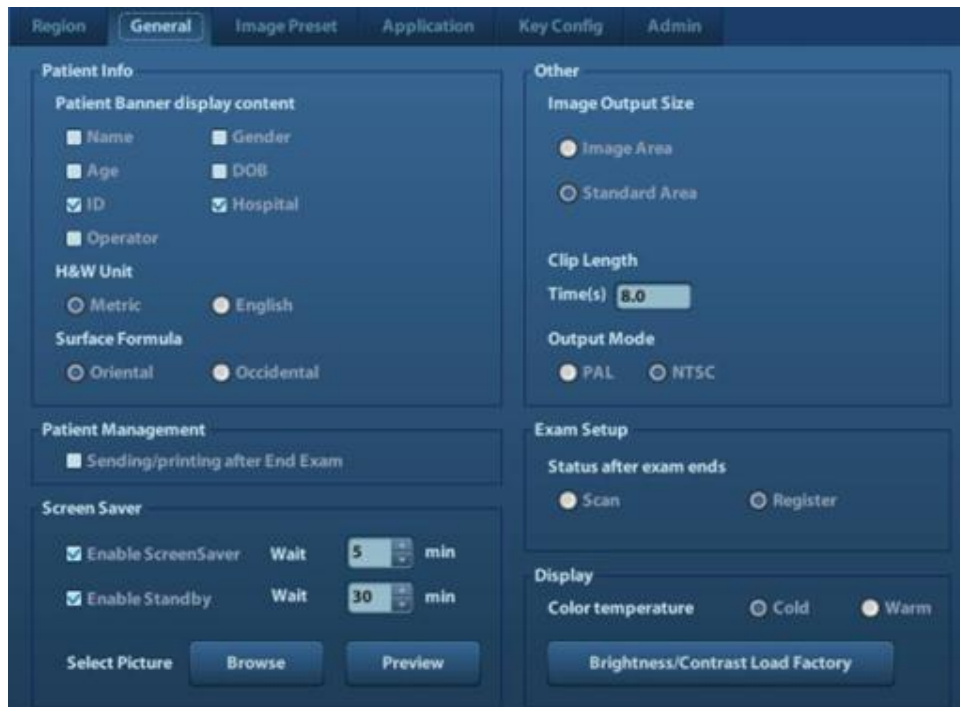 Region General Image Preset Application Key Config Admin
Patient Info
Patient Banner display content
Name Gender
Age DOB
ID Hospital
Operator
H&W Unit
Metric English
Surface Formula
Oriental Occidental
Patient Management
Sending/printing after End Exam
Screen Saver
Enable ScreenSaver Wait 5 min
Enable Standby Wait 30 min
Select Picture Browse Preview
Other
Image Output Size
Image Area
Standard Area
Clip Length
Time(s) 8.0
Output Mode
PAL NTSC
Exam Setup
Status after exam ends
Scan Register
Display
Color temperature Cold Warm
Brightness/Contrast Load Factory